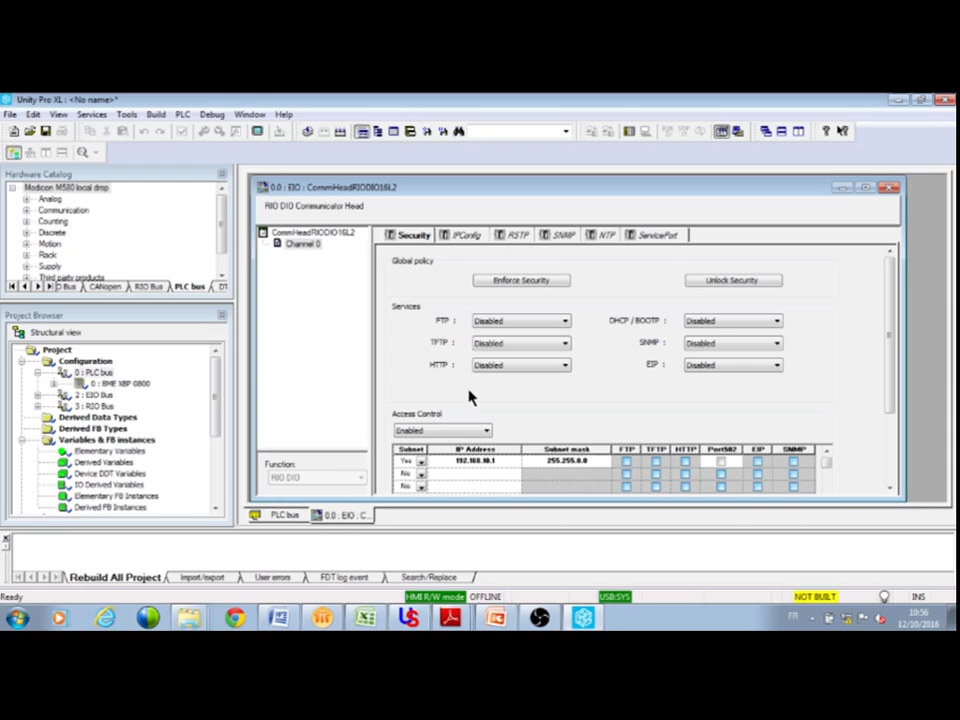 Unity Pro XL : <No name>*
File Edit View Services Tools Build PLC Debug Window Help
Hardware Catalog
Modicon M580 local drop
Analog
Communication
Counting
Discrete
Motion
Rack
Supply
Third party products
Bus CANopen RIO Bus PLC bus
Project Browser
Structural view
Project
Configuration
0 : PLC bus
0 : BME XBP 0800
2 : EIO Bus
3 : RIO Bus
Derived Data Types
Derived FB Types
Variables & FB instances
Elementary Variables
Derived Variables
Device DDT Variables
IO Derived Variables
Elementary FB Instances
Derived FB Instances
0.0 : EIO : CommHeadRIODIO16L2
RIO DIO Communicator Head
CommHeadRIODIO16L2
Channel 0
Function:
RIO DIO
Security IPConfig RSTP SNMP NTP ServicePort
Global policy
Enforce Security Unlock Security
Services
FTP : Disabled DHCP / BOOTP : Disabled
TFTP : Disabled SNMP : Disabled
HTTP : Disabled EIP : Disabled
Access Control
Enabled
Subnet IP Address Subnet mask FTP TFTP HTTP Port502 EIP SNMP
Yes 192.168.10.1 255.255.0.0
No
No
PLC bus 0.0 : EIO : C...
Rebuild All Project Import/export User errors FDT log event Search/Replace
Ready HMI R/W mode OFFLINE USB:SYS NOT BUILT INS
FR 10:56
12/10/2016